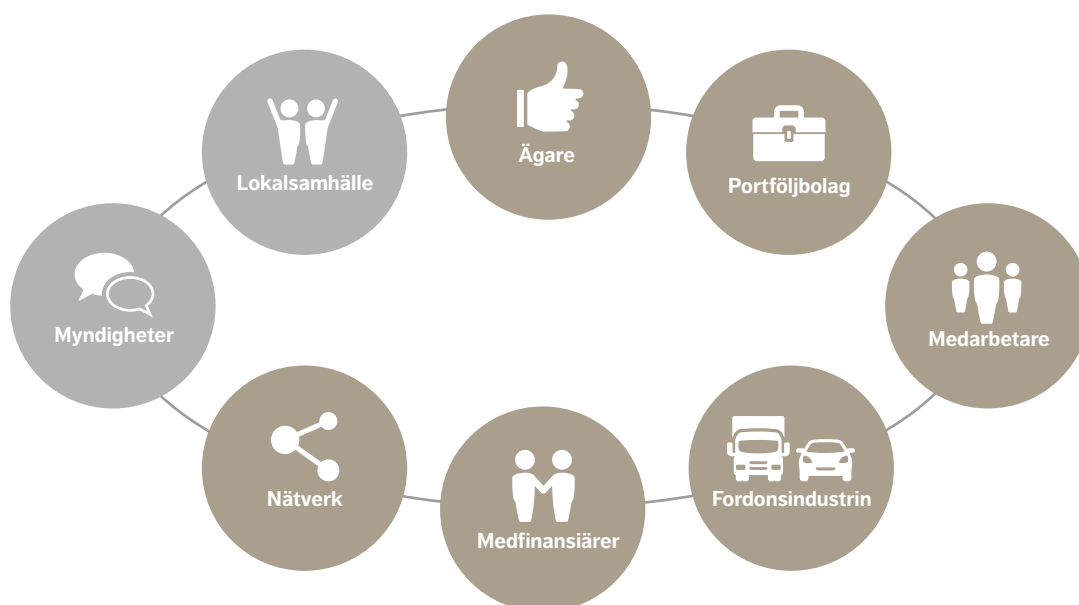 Ägare
Lokalsamhälle
Portföljbolag
Myndigheter
Medarbetare
Nätverk
Fordonsindustrin
Medfinansiärer